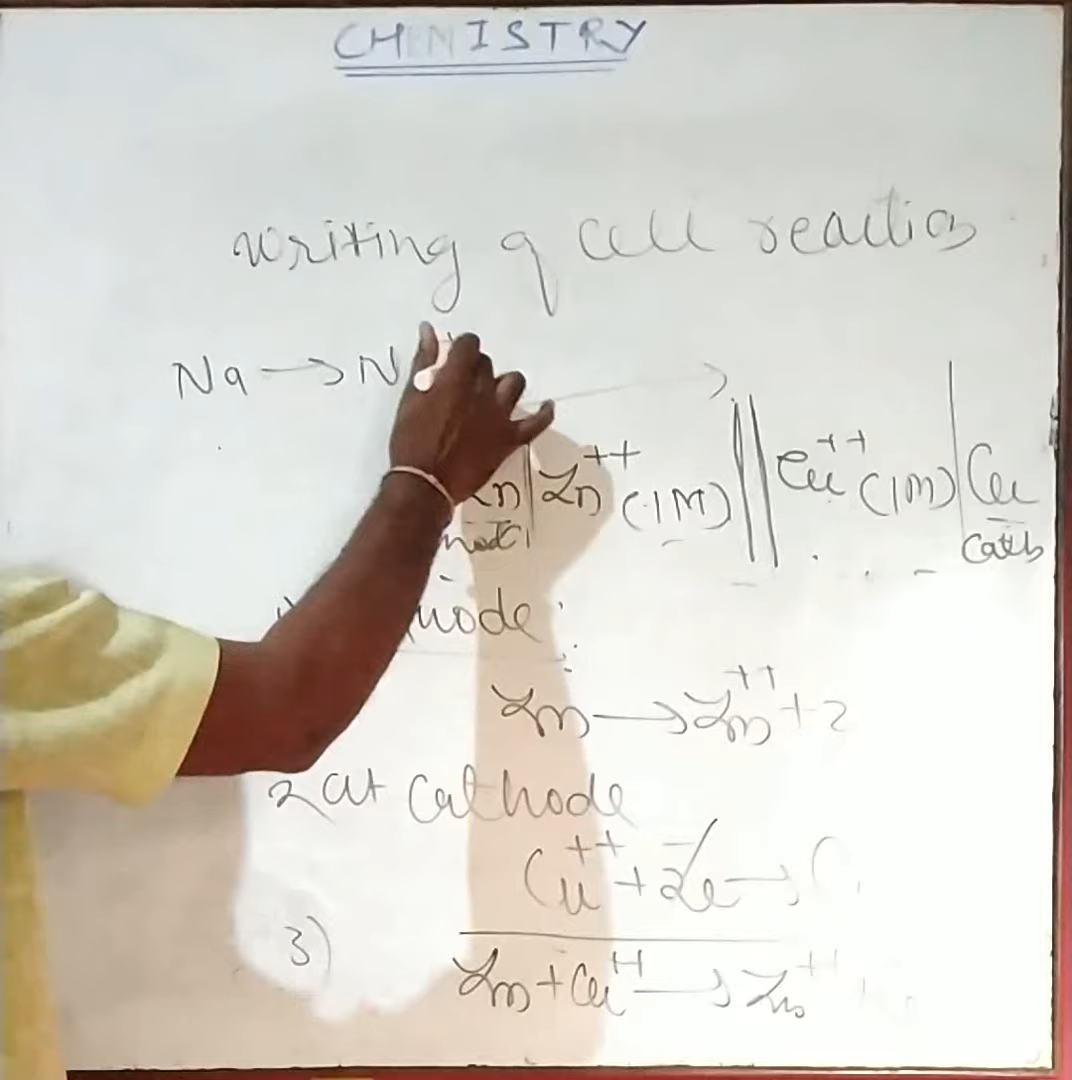 CHEMISTRY
writing of cell reaction
Na → N
Zn | Zn++ (1M) || Cu++ (1M) | Cu
Cath
Zn → Zn++ + 2
2 at cathode
Cu++ + 2e- →
3)
Zn + Cu++ → Zn++ +